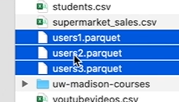 students.csv
supermarket_sales.csv
users1.parquet
users2.parquet
users3.parquet
uw-madison-courses
youtubevideos.csv